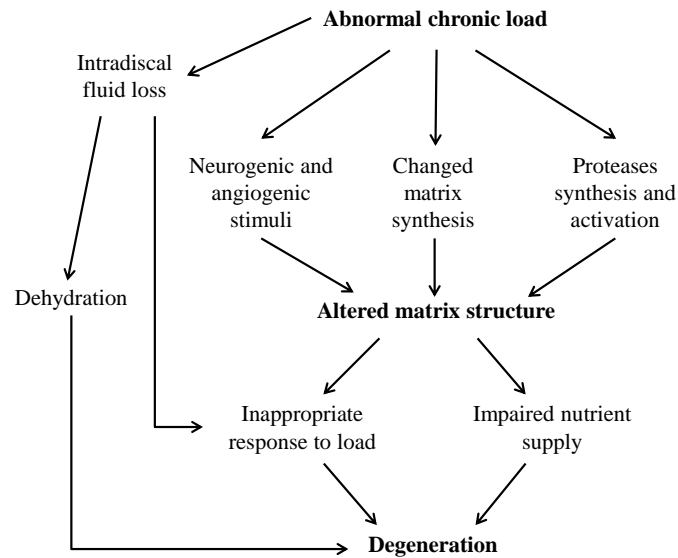 Abnormal chronic load
Intradiscal
fluid loss
Neurogenic and
angiogenic
stimuli
Changed
matrix
synthesis
Proteases
synthesis and
activation
Dehydration
Altered matrix structure
Inappropriate
response to load
Impaired nutrient
supply
Degeneration